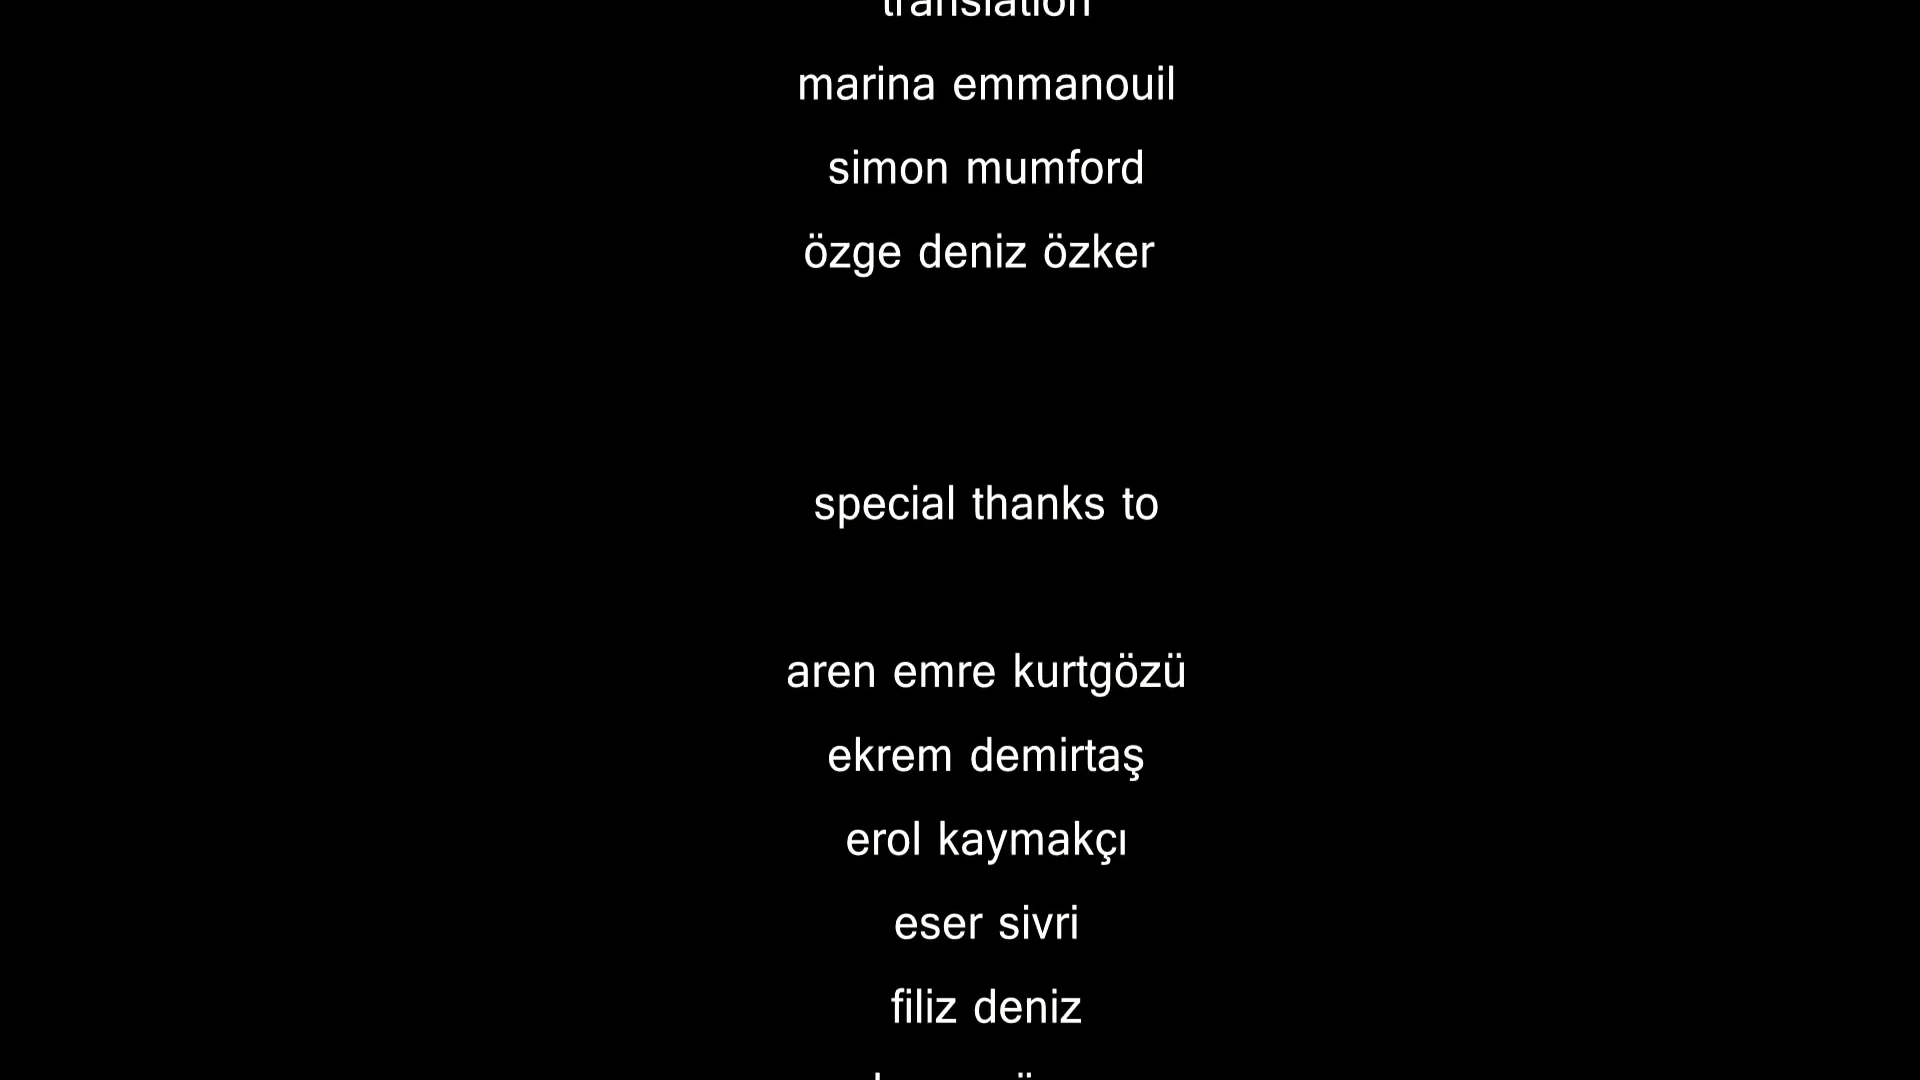 translation
marina emmanouil
simon mumford
özge deniz özker
special thanks to
aren emre kurtgözü
ekrem demirtaş
erol kaymakçı
eser sivri
filiz deniz